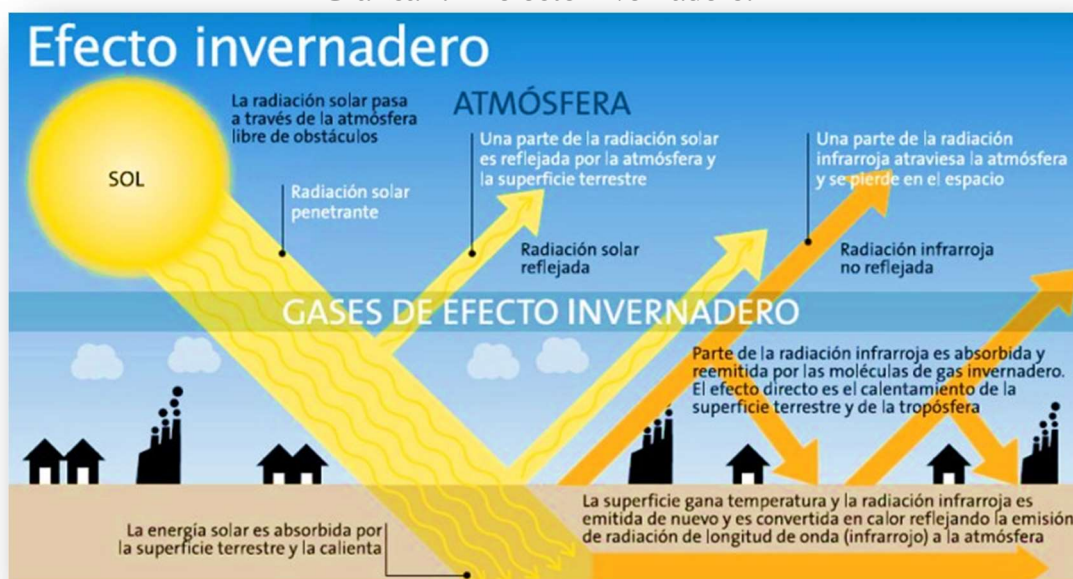 Efecto invernadero
SOL
La radiación solar pasa
a través de la atmósfera
libre de obstáculos
Radiación solar
penetrante
ATMÓSFERA
Una parte de la radiación solar
es reflejada por la atmósfera y
la superficie terrestre
Radiación solar
reflejada
Una parte de la radiación
infrarroja atraviesa la atmósfera
y se pierde en el espacio
Radiación infrarroja
no reflejada
GASES DE EFECTO INVERNADERO
Parte de la radiación infrarroja es absorbida y
reemitida por las moléculas de gas invernadero.
El efecto directo es el calentamiento de la
superficie terrestre y de la tropósfera
La energía solar es absorbida por
la superficie terrestre y la calienta
La superficie gana temperatura y la radiación infrarroja es
emitida de nuevo y es convertida en calor reflejando la emisión
de radiación de longitud de onda (infrarrojo) a la atmósfera